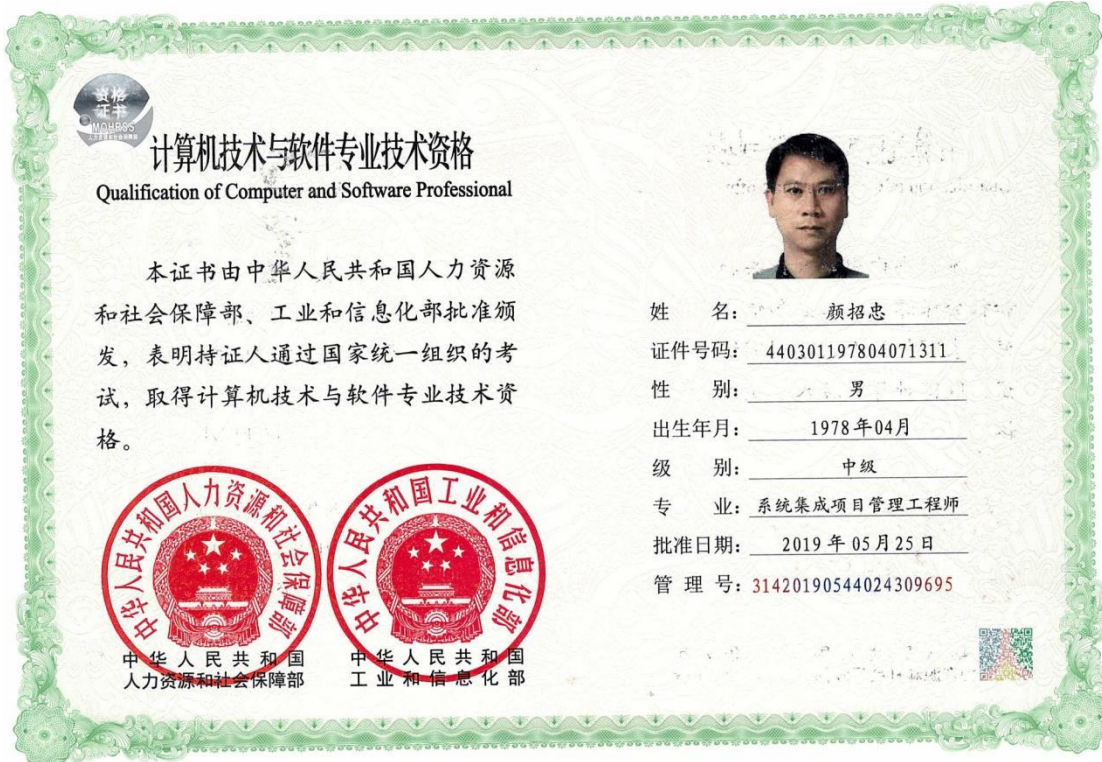 资格
证书
MOHRSS
计算机技术与软件专业技术资格
Qualification of Computer and Software Professional
本证书由中华人民共和国人力资源
和社会保障部、工业和信息化部批准颁
发，表明持证人通过国家统一组织的考
试，取得计算机技术与软件专业技术资
格。
中华人民共和国人力资源和社会保障部
中华人民共和国工业和信息化部
中华人民共和国
人力资源和社会保障部
中华人民共和国
工业和信息化部
姓 名：颜招忠
证件号码：440301197804071311
性 别：男
出生年月：1978年04月
级 别：中级
专 业：系统集成项目管理工程师
批准日期：2019年05月25日
管 理 号：31420190544024309695